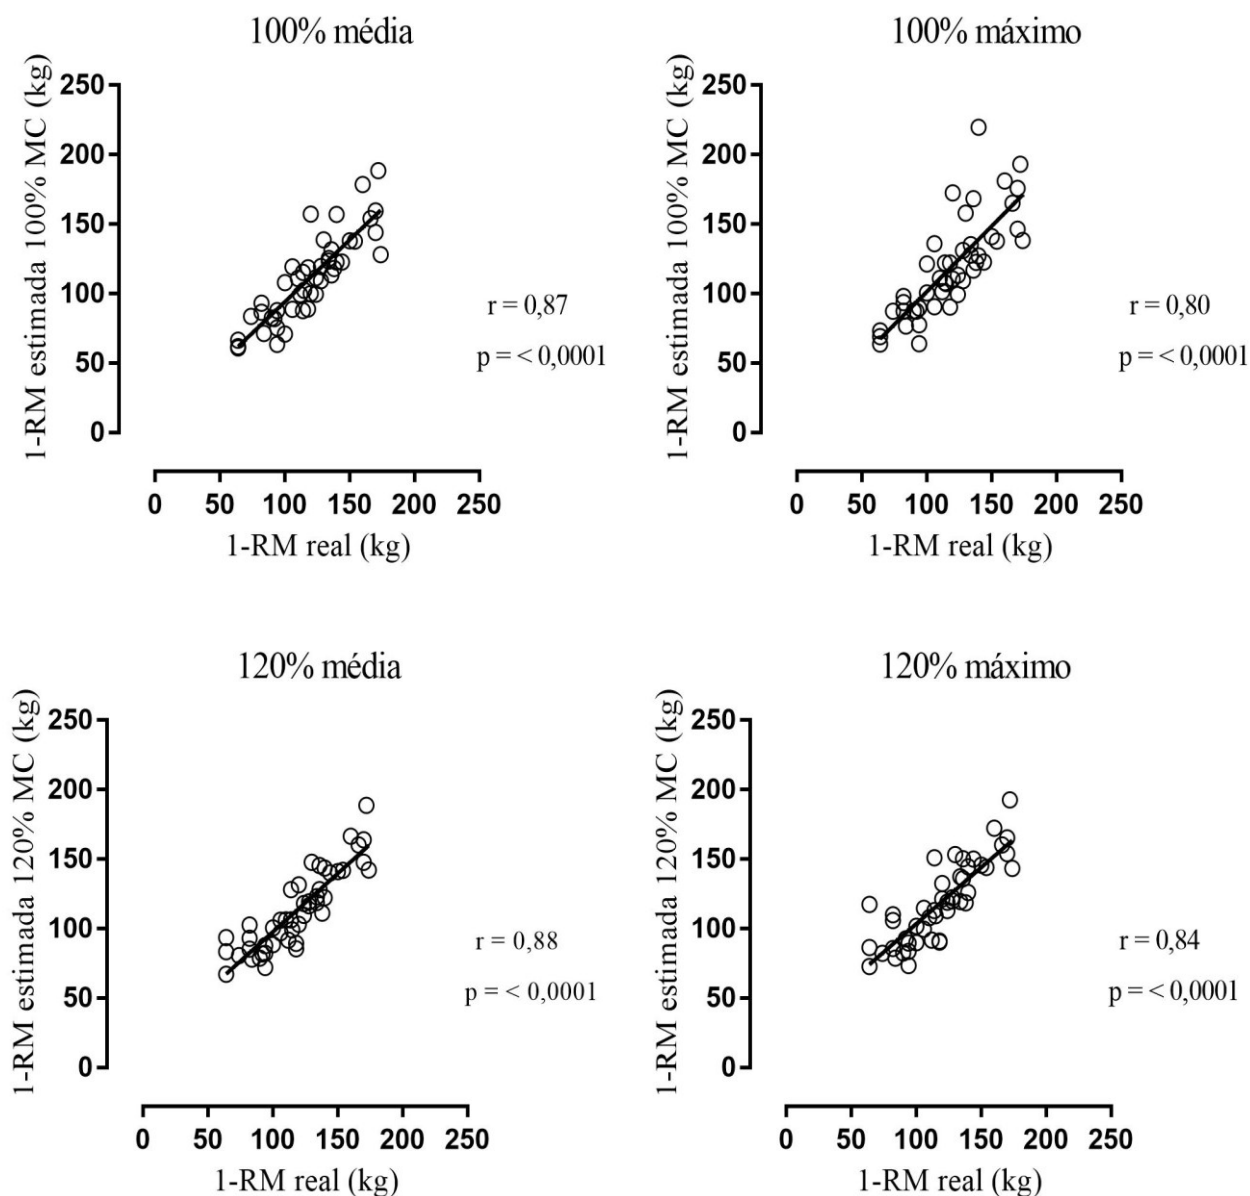 100% média
1-RM estimada 100% MC (kg)
250
200
150
100
50
0
r = 0,87
p = < 0,0001
0 50 100 150 200 250
1-RM real (kg)
100% máximo
1-RM estimada 100% MC (kg)
250
200
150
100
50
0
r = 0,80
p = < 0,0001
0 50 100 150 200 250
1-RM real (kg)
120% média
1-RM estimada 120% MC (kg)
250
200
150
100
50
0
r = 0,88
p = < 0,0001
0 50 100 150 200 250
1-RM real (kg)
120% máximo
1-RM estimada 120% MC (kg)
250
200
150
100
50
0
r = 0,84
p = < 0,0001
0 50 100 150 200 250
1-RM real (kg)